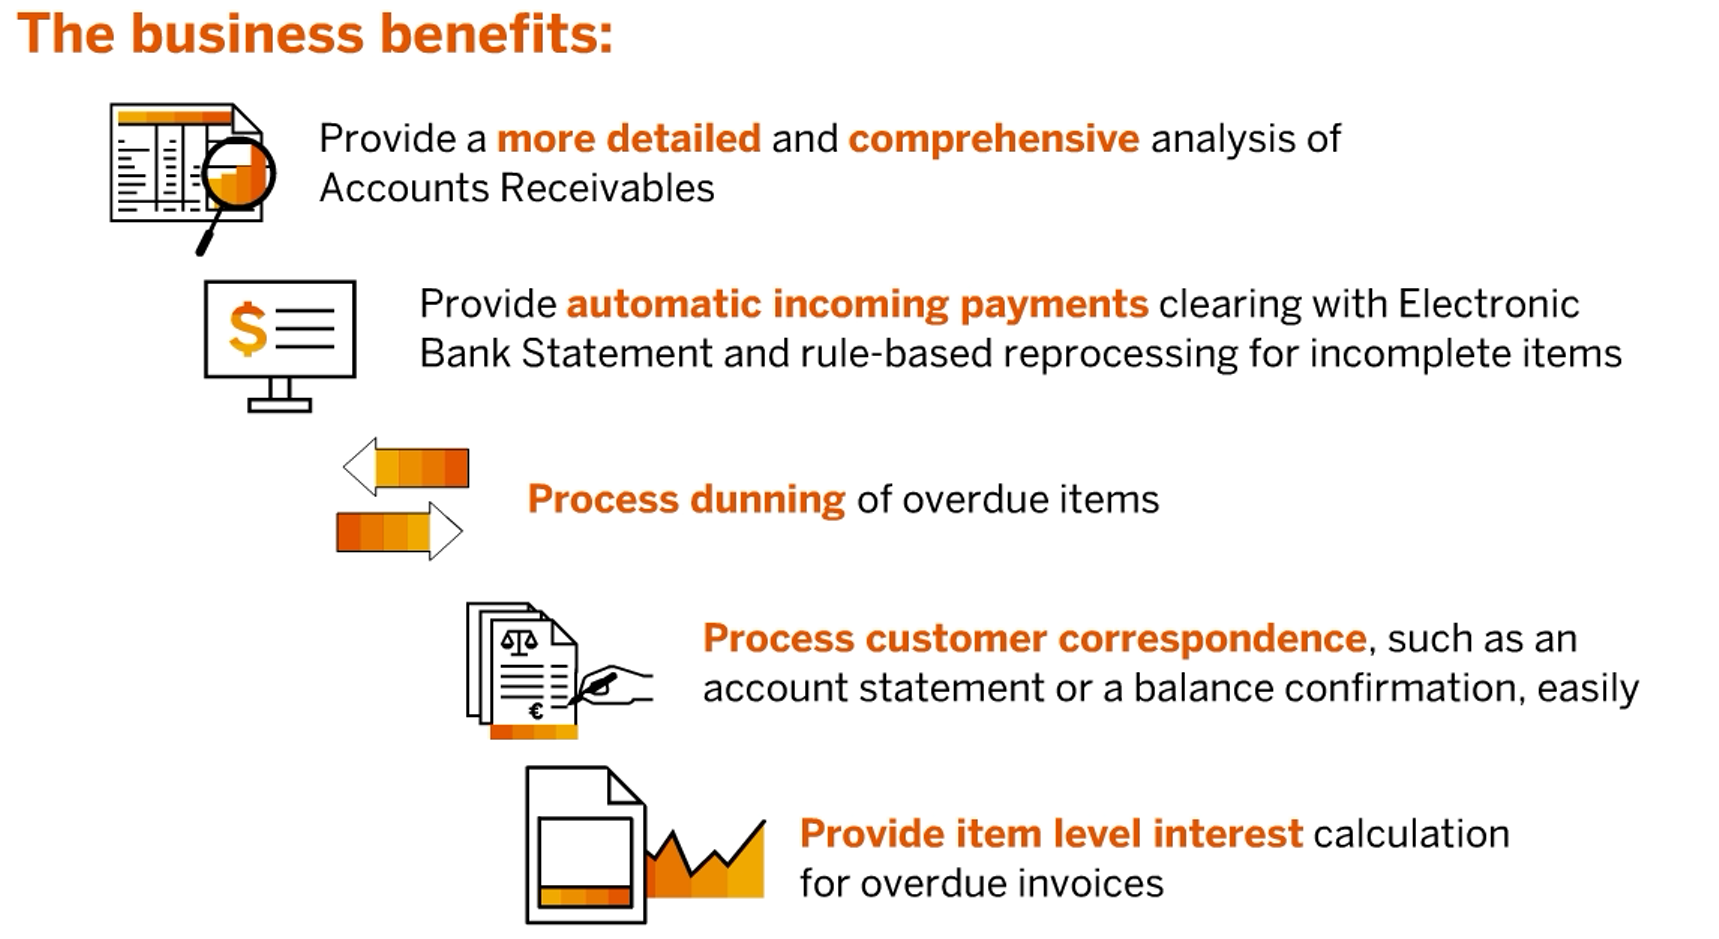 The business benefits:
Provide a more detailed and comprehensive analysis of
Accounts Receivables
$
Provide automatic incoming payments clearing with Electronic
Bank Statement and rule-based reprocessing for incomplete items
Process dunning of overdue items
€
Process customer correspondence, such as an
account statement or a balance confirmation, easily
Provide item level interest calculation
for overdue invoices